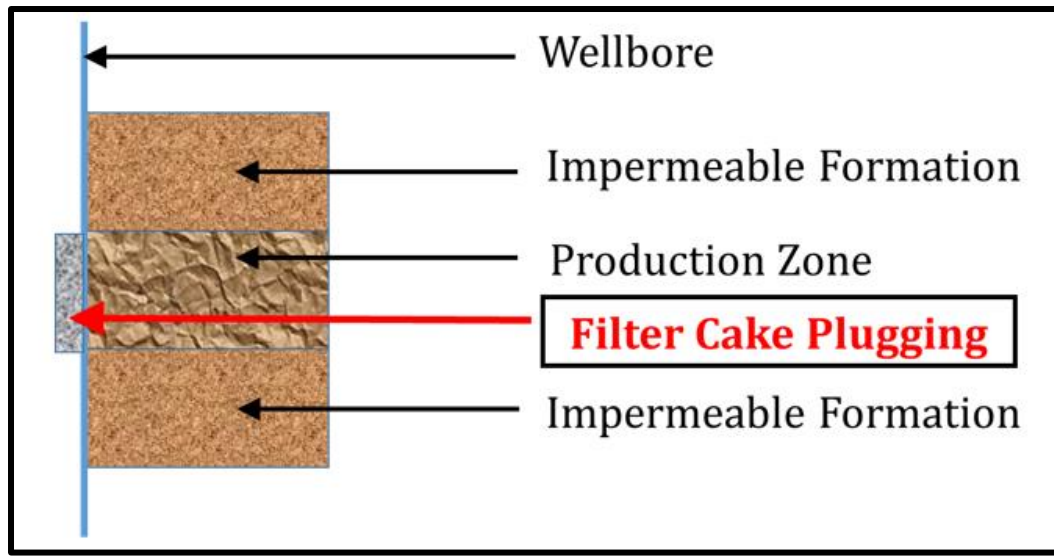 Wellbore
Impermeable Formation
Production Zone
Filter Cake Plugging
Impermeable Formation